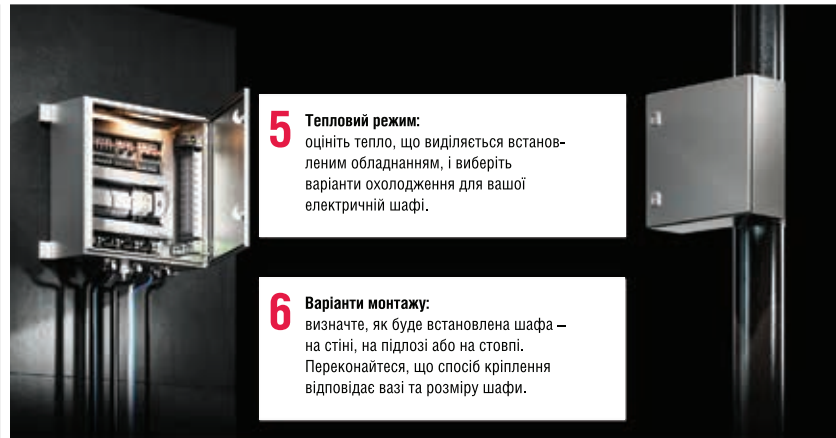 5 Тепловий режим:
оцініть тепло, що виділяється встанов-
леним обладнанням, і виберіть
варіанти охолодження для вашої
електричній шафі.
6 Варіанти монтажу:
визначте, як буде встановлена шафа –
на стіні, на підлозі або на стовпі.
Переконайтеся, що спосіб кріплення
відповідає вазі та розміру шафи.